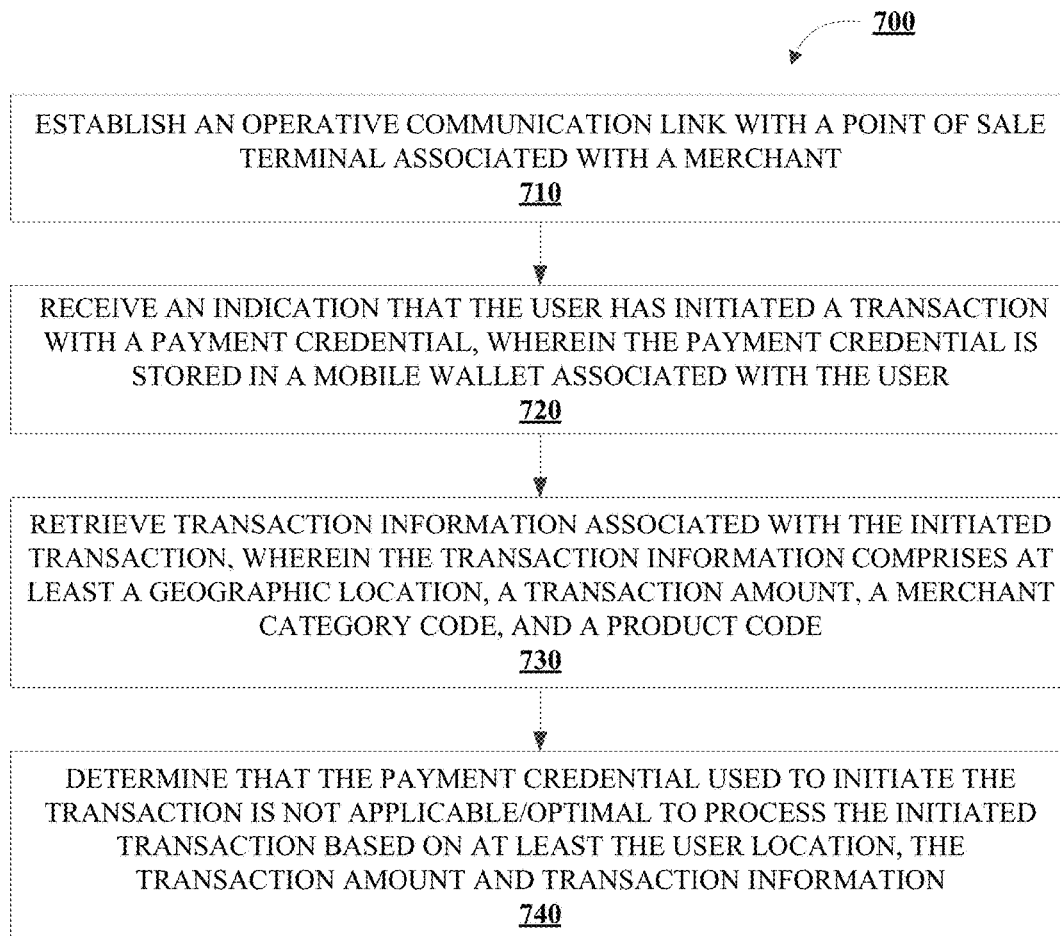 700
ESTABLISH AN OPERATIVE COMMUNICATION LINK WITH A POINT OF SALE
TERMINAL ASSOCIATED WITH A MERCHANT
710
RECEIVE AN INDICATION THAT THE USER HAS INITIATED A TRANSACTION
WITH A PAYMENT CREDENTIAL, WHEREIN THE PAYMENT CREDENTIAL IS
STORED IN A MOBILE WALLET ASSOCIATED WITH THE USER
720
RETRIEVE TRANSACTION INFORMATION ASSOCIATED WITH THE INITIATED
TRANSACTION, WHEREIN THE TRANSACTION INFORMATION COMPRISES AT
LEAST A GEOGRAPHIC LOCATION, A TRANSACTION AMOUNT, A MERCHANT
CATEGORY CODE, AND A PRODUCT CODE
730
DETERMINE THAT THE PAYMENT CREDENTIAL USED TO INITIATE THE
TRANSACTION IS NOT APPLICABLE/OPTIMAL TO PROCESS THE INITIATED
TRANSACTION BASED ON AT LEAST THE USER LOCATION, THE
TRANSACTION AMOUNT AND TRANSACTION INFORMATION
740